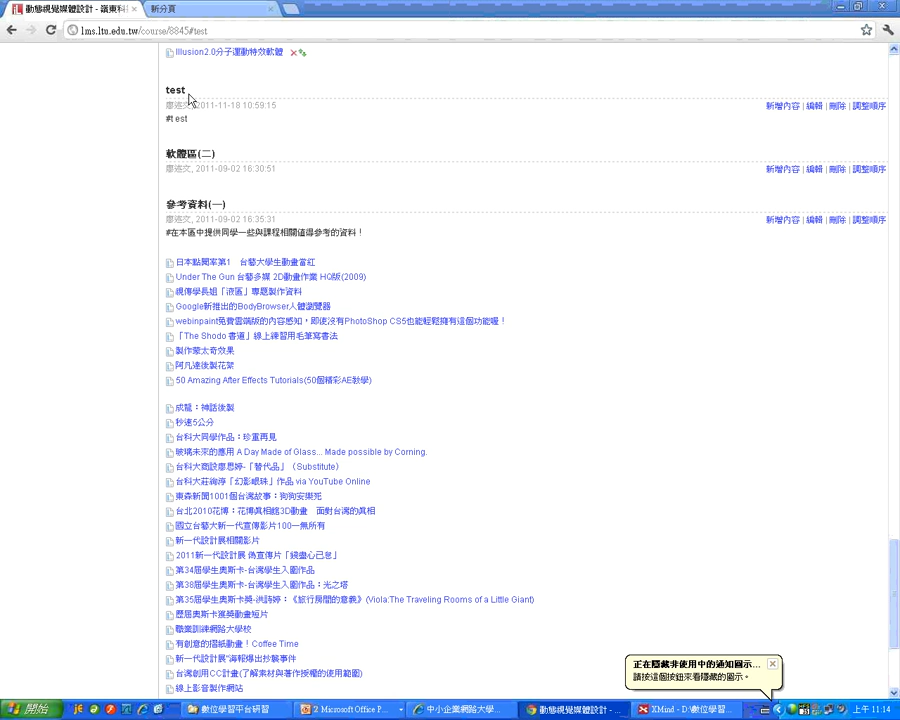 動態視覺媒體設計 - 嶺東科
新分頁
lms.ltu.edu.tw/course/8845#test
Illusion2.0分子運動特效軟體
test
廖述文, 2011-11-18 10:59:15
新增內容 | 編輯 | 刪除 | 調整順序
#t est
軟體區(二)
廖述文, 2011-09-02 16:30:51
新增內容 | 編輯 | 刪除 | 調整順序
參考資料(一)
廖述文, 2011-09-02 16:35:31
新增內容 | 編輯 | 刪除 | 調整順序
#在本區中提供同學一些與課程相關值得參考的資料！
日本點閱率第1 台藝大學生動畫當紅
Under The Gun 台藝多媒 2D動畫作業 HQ版(2009)
視傳學長姐「液區」專題製作資料
Google新推出的BodyBrowser人體瀏覽器
webinpaint免費雲端版的內容感知，即使沒有PhotoShop CS5也能輕鬆擁有這個功能喔！
「The Shodo 書道」線上練習用毛筆寫書法
製作蒙太奇效果
阿凡達後製花絮
50 Amazing After Effects Tutorials(50個精彩AE教學)
成龍：神話後製
秒速5公分
台科大同學作品：珍重再見
玻璃未來的應用 A Day Made of Glass... Made possible by Corning.
台科大商設廖思婷-「替代品」（Substitute）
台科大莊絢淳「幻影眼珠」作品 via YouTube Online
東森新聞1001個台灣故事：狗狗安樂死
台北2010花博：花博真相館3D動畫 面對台灣的真相
國立台藝大新一代宣傳影片100一無所有
新一代設計展相關影片
2011新一代設計展 偽宣傳片「鏡盡心已怠」
第34屆學生奧斯卡-台灣學生入圍作品
第38屆學生奧斯卡-台灣學生入圍作品：光之塔
第35屆學生奧斯卡獎-洪詩婷：《旅行房間的意義》(Viola:The Traveling Rooms of a Little Giant)
歷屆奧斯卡獲獎動畫短片
職業訓練網路大學校
有創意的摺紙動畫！Coffee Time
新一代設計展"海報爆出抄襲事件
台灣創用CC計畫(了解素材與著作授權的使用範圍)
線上影音製作網站
正在隱藏非使用中的通知圖示...
請按這個按鈕來看隱藏的圖示。
開始
數位學習平台研習
2 Microsoft Office P...
中小企業網路大學...
動態視覺媒體設計 - ...
XMind - D:\數位學習...
上午 11:14